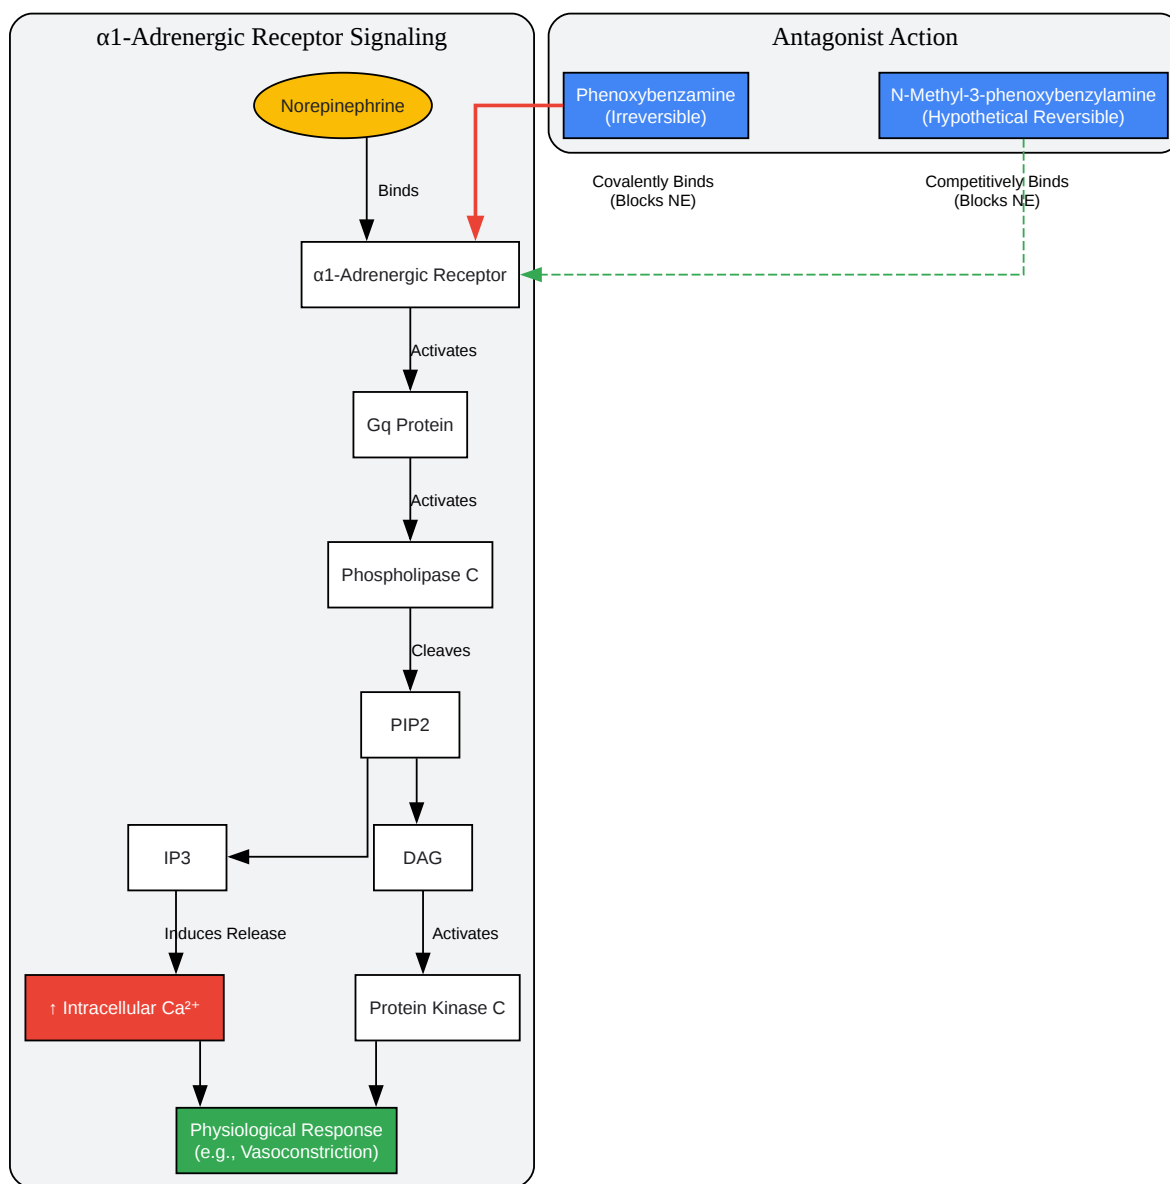 α1-Adrenergic Receptor Signaling
Antagonist Action
Norepinephrine
Phenoxybenzamine
(Irreversible)
N-Methyl-3-phenoxybenzylamine
(Hypothetical Reversible)
Binds
Covalently Binds
(Blocks NE)
Competitively Binds
(Blocks NE)
α1-Adrenergic Receptor
Activates
Gq Protein
Activates
Phospholipase C
Cleaves
PIP2
IP3
DAG
Induces Release
Activates
↑ Intracellular Ca²⁺
Protein Kinase C
Physiological Response
(e.g., Vasoconstriction)